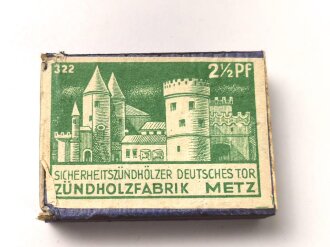 322 2½ Pf
SICHERHEITSZÜNDHÖLZER DEUTSCHES TOR
ZÜNDHOLZFABRIK METZ